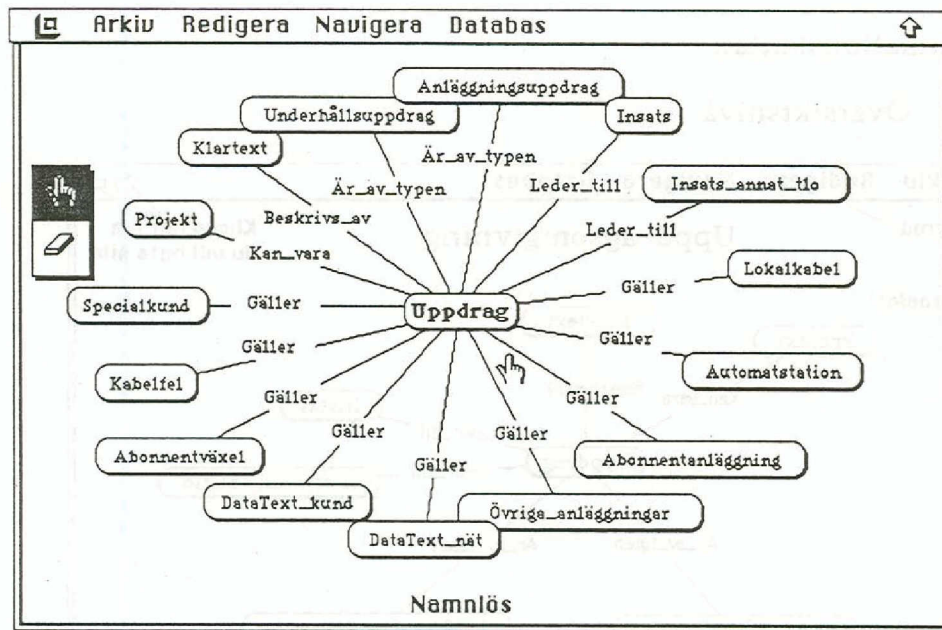 Arkiv Redigera Navigera Databas
Anläggningsuppdrag
Underhållsuppdrag
Insats
Klartext
Är_av_typen
Är_av_typen
Leder_till
Insats_annat_tlo
Projekt
Beskrivs_av
Leder_till
Kan_vara
Lokalkabel
Specialkund
Gäller
Gäller
Uppdrag
Gäller
Gäller
Kabelfel
Automatstation
Gäller
Gäller
Gäller
Gäller
Gäller
Abonnentväxel
Abonnentanläggning
DataText_kund
Övriga_anläggningar
DataText_nät
Namnlös